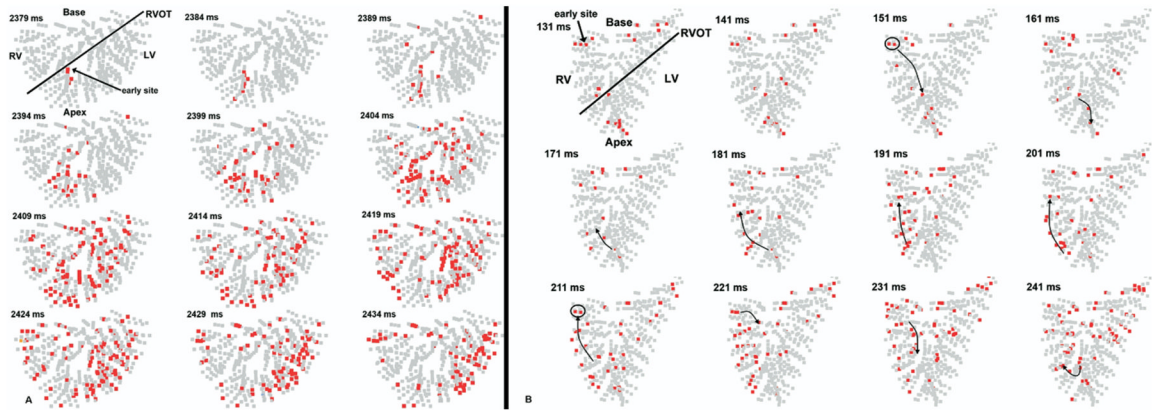 2379 ms
Base
RVOT
2384 ms
2389 ms
RV
LV
early site
Apex
2394 ms
2399 ms
2404 ms
2409 ms
2414 ms
2419 ms
2424 ms
2429 ms
2434 ms
A
early site
131 ms
Base
RVOT
141 ms
151 ms
161 ms
RV
LV
Apex
171 ms
181 ms
191 ms
201 ms
211 ms
221 ms
231 ms
241 ms
B